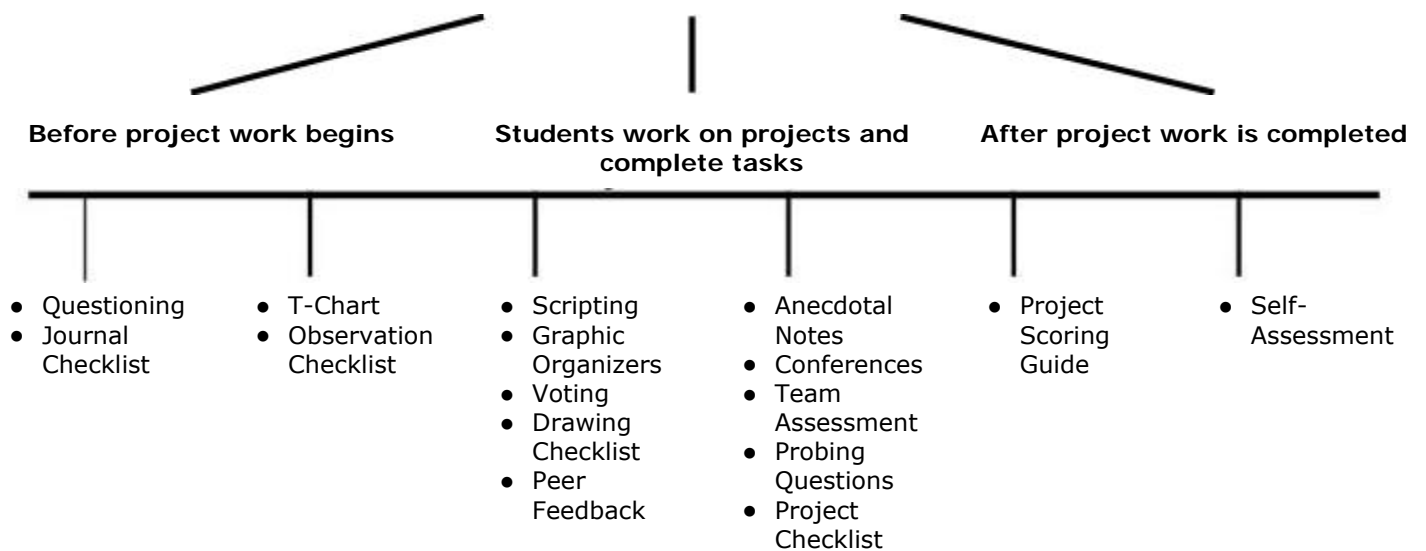 Before project work begins
Students work on projects and
complete tasks
After project work is completed
● Questioning
● Journal
Checklist
● T-Chart
● Observation
Checklist
● Scripting
● Graphic
Organizers
● Voting
● Drawing
Checklist
● Peer
Feedback
● Anecdotal
Notes
● Conferences
● Team
Assessment
● Probing
Questions
● Project
Checklist
● Project
Scoring
Guide
● Self-
Assessment